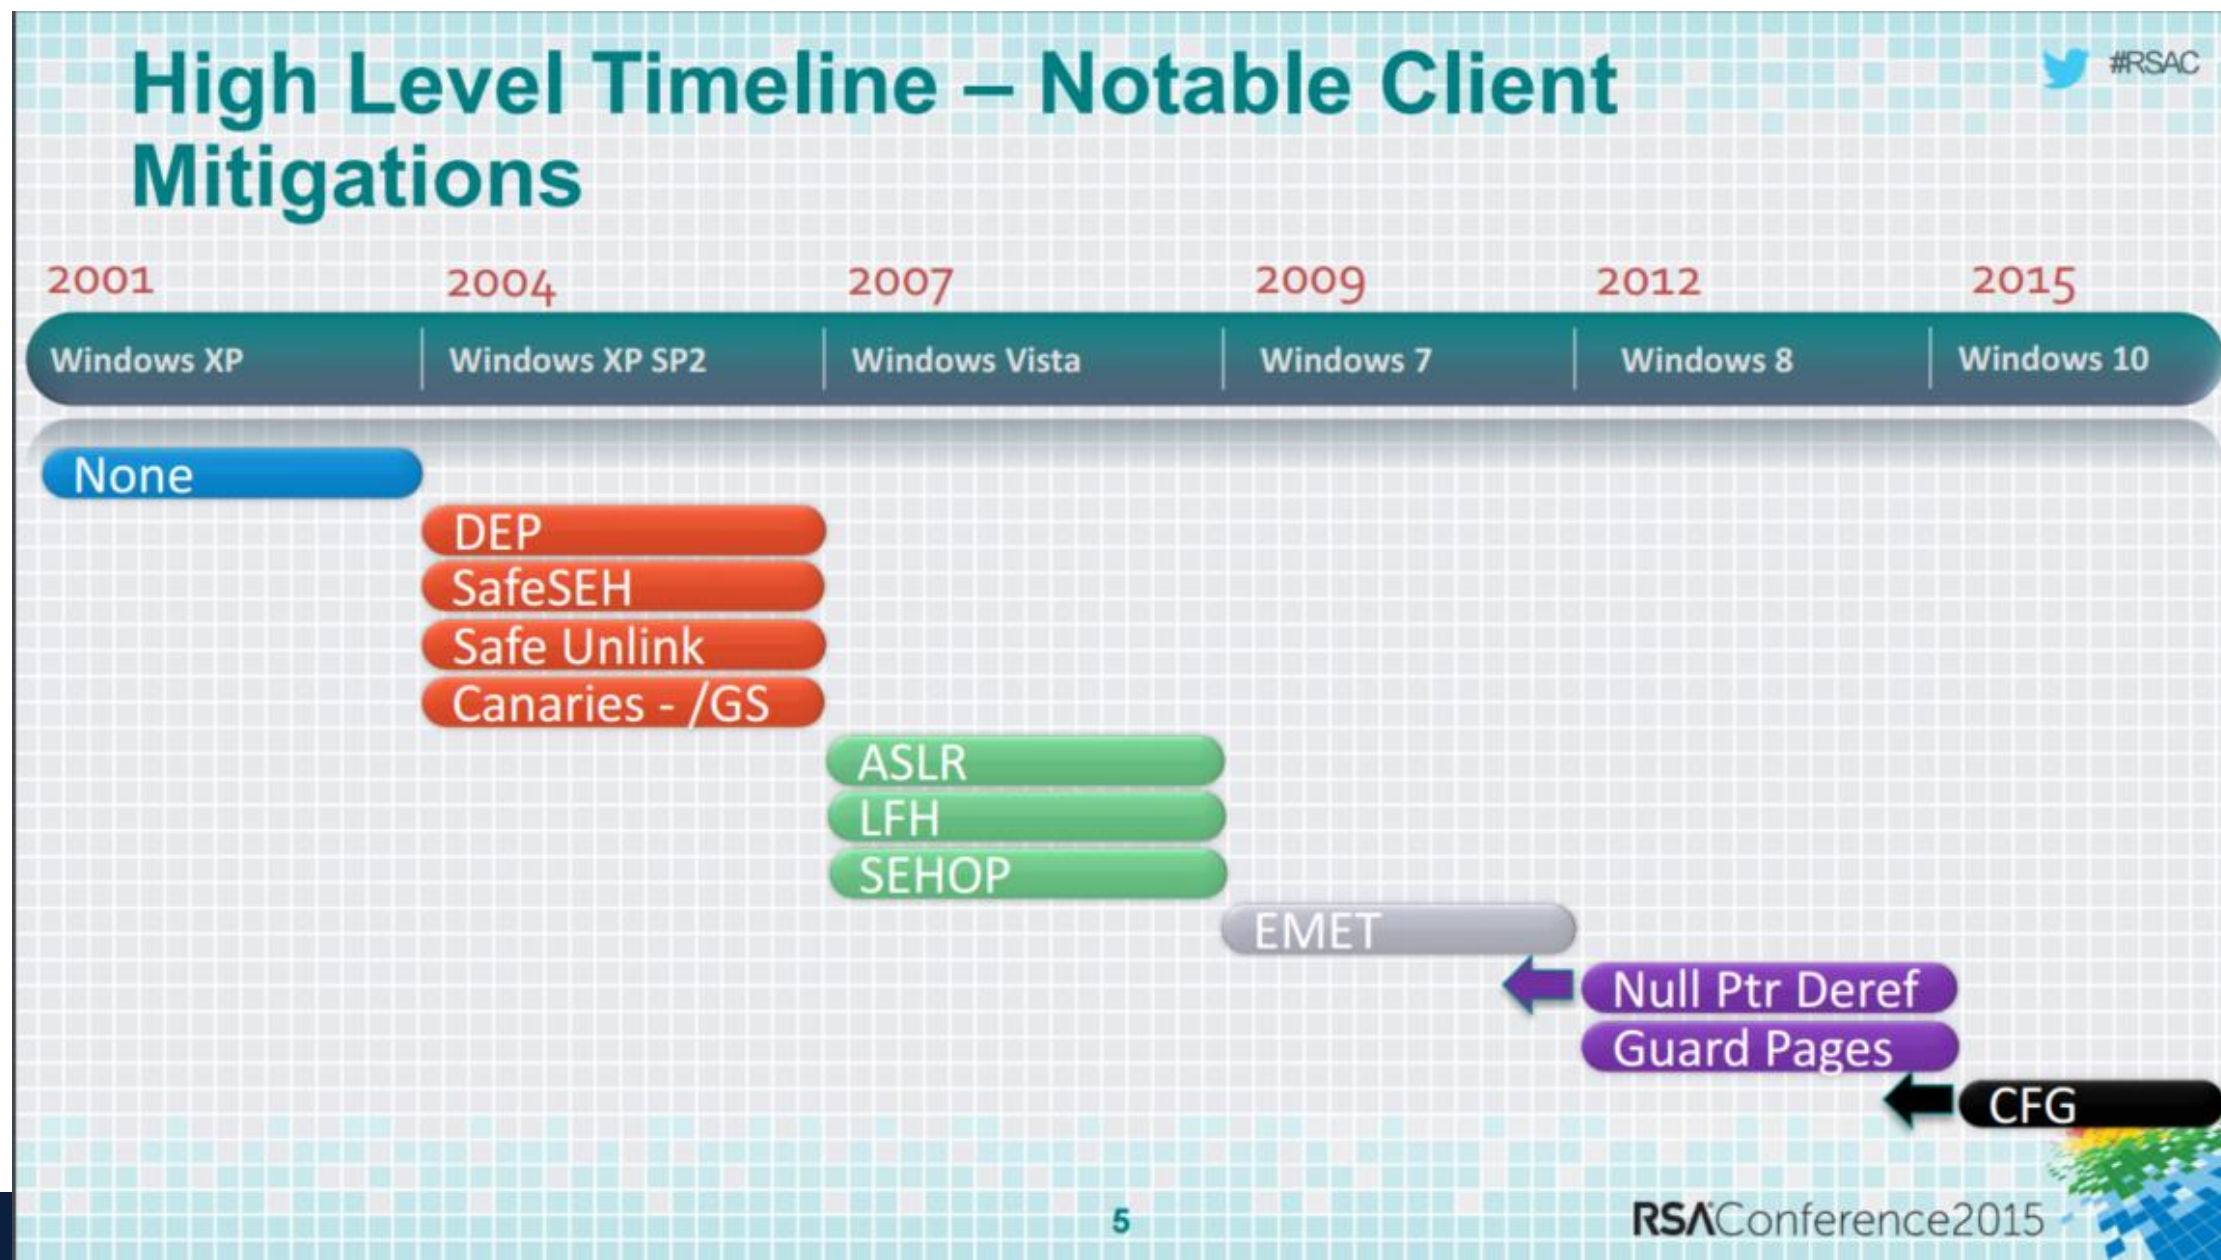 High Level Timeline – Notable Client
Mitigations
#RSAC
2001
2004
2007
2009
2012
2015
Windows XP
Windows XP SP2
Windows Vista
Windows 7
Windows 8
Windows 10
None
DEP
SafeSEH
Safe Unlink
Canaries - /GS
ASLR
LFH
SEHOP
EMET
Null Ptr Deref
Guard Pages
CFG
5
RSAConference2015